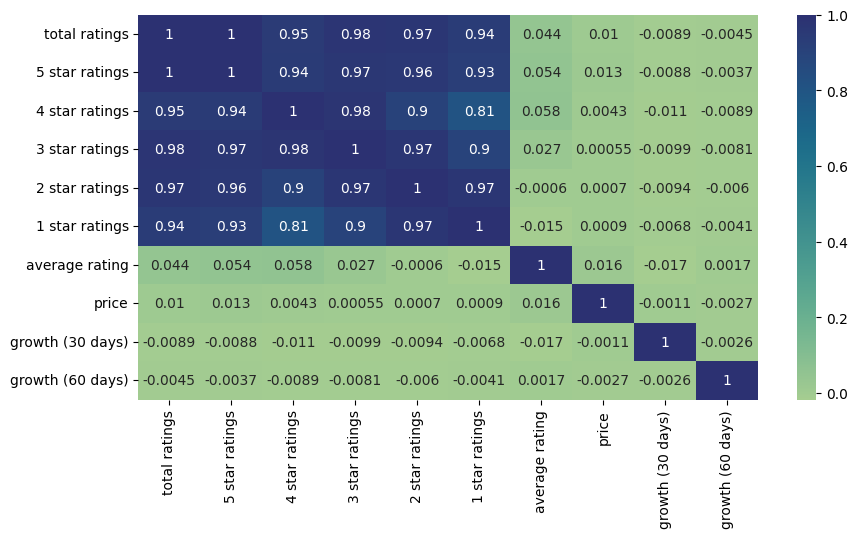 total ratings 1 1 0.95 0.98 0.97 0.94 0.044 0.01 -0.0089 -0.0045
5 star ratings 1 1 0.94 0.97 0.96 0.93 0.054 0.013 -0.0088 -0.0037
4 star ratings 0.95 0.94 1 0.98 0.9 0.81 0.058 0.0043 -0.011 -0.0089
3 star ratings 0.98 0.97 0.98 1 0.97 0.9 0.027 0.00055 -0.0099 -0.0081
2 star ratings 0.97 0.96 0.9 0.97 1 0.97 -0.0006 0.0007 -0.0094 -0.006
1 star ratings 0.94 0.93 0.81 0.9 0.97 1 -0.015 0.0009 -0.0068 -0.0041
average rating 0.044 0.054 0.058 0.027 -0.0006 -0.015 1 0.016 -0.017 0.0017
price 0.01 0.013 0.0043 0.00055 0.0007 0.0009 0.016 1 -0.0011 -0.0027
growth (30 days) -0.0089 -0.0088 -0.011 -0.0099 -0.0094 -0.0068 -0.017 -0.0011 1 -0.0026
growth (60 days) -0.0045 -0.0037 -0.0089 -0.0081 -0.006 -0.0041 0.0017 -0.0027 -0.0026 1
total ratings
5 star ratings
4 star ratings
3 star ratings
2 star ratings
1 star ratings
average rating
price
growth (30 days)
growth (60 days)
1.0
0.8
0.6
0.4
0.2
0.0